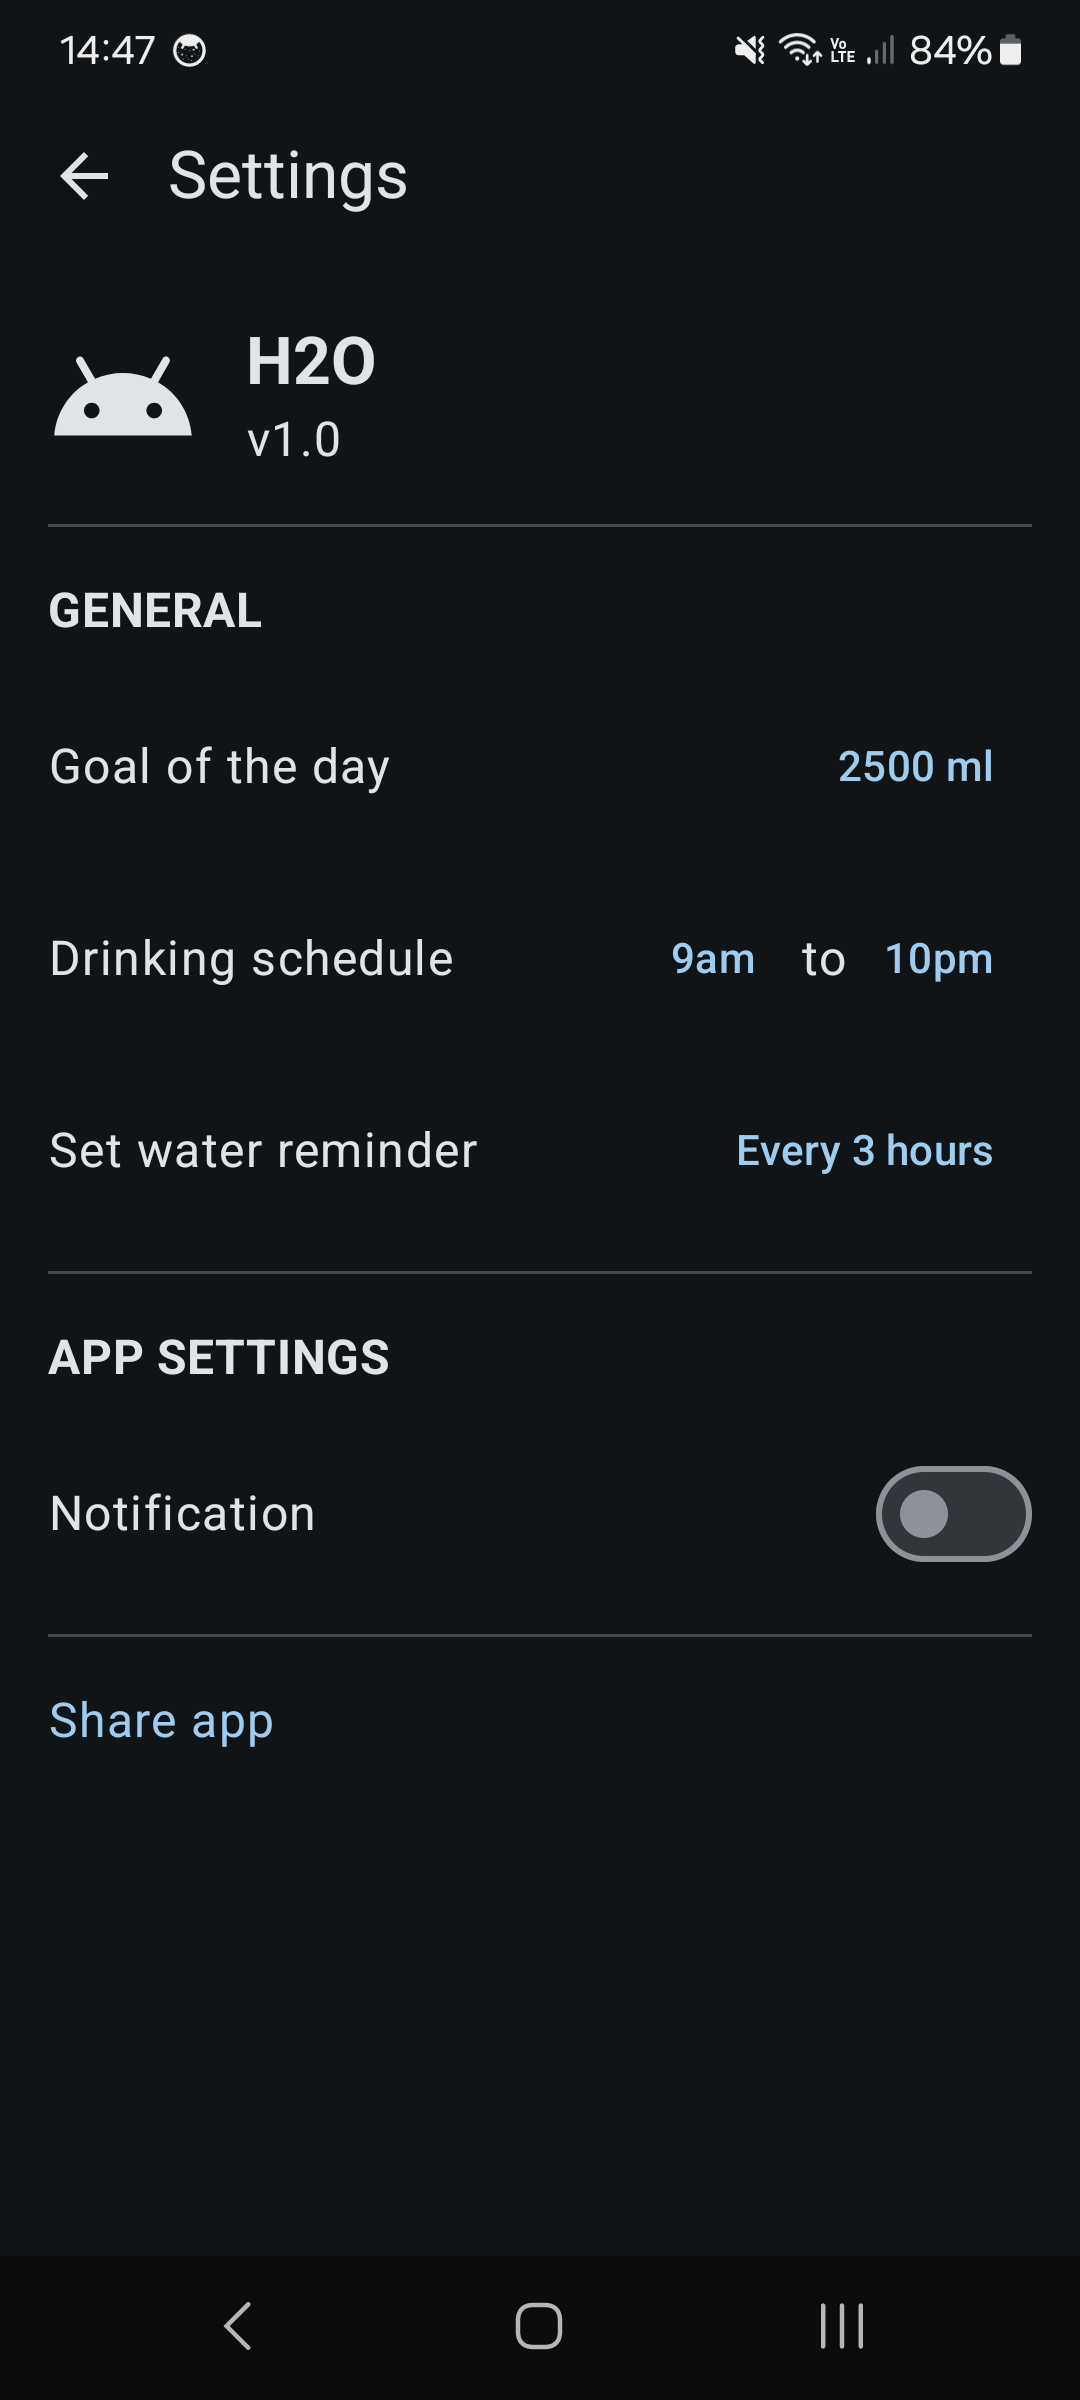 14:47 Vo LTE 84%
Settings
H2O
v1.0
GENERAL
Goal of the day 2500 ml
Drinking schedule 9am to 10pm
Set water reminder Every 3 hours
APP SETTINGS
Notification
Share app